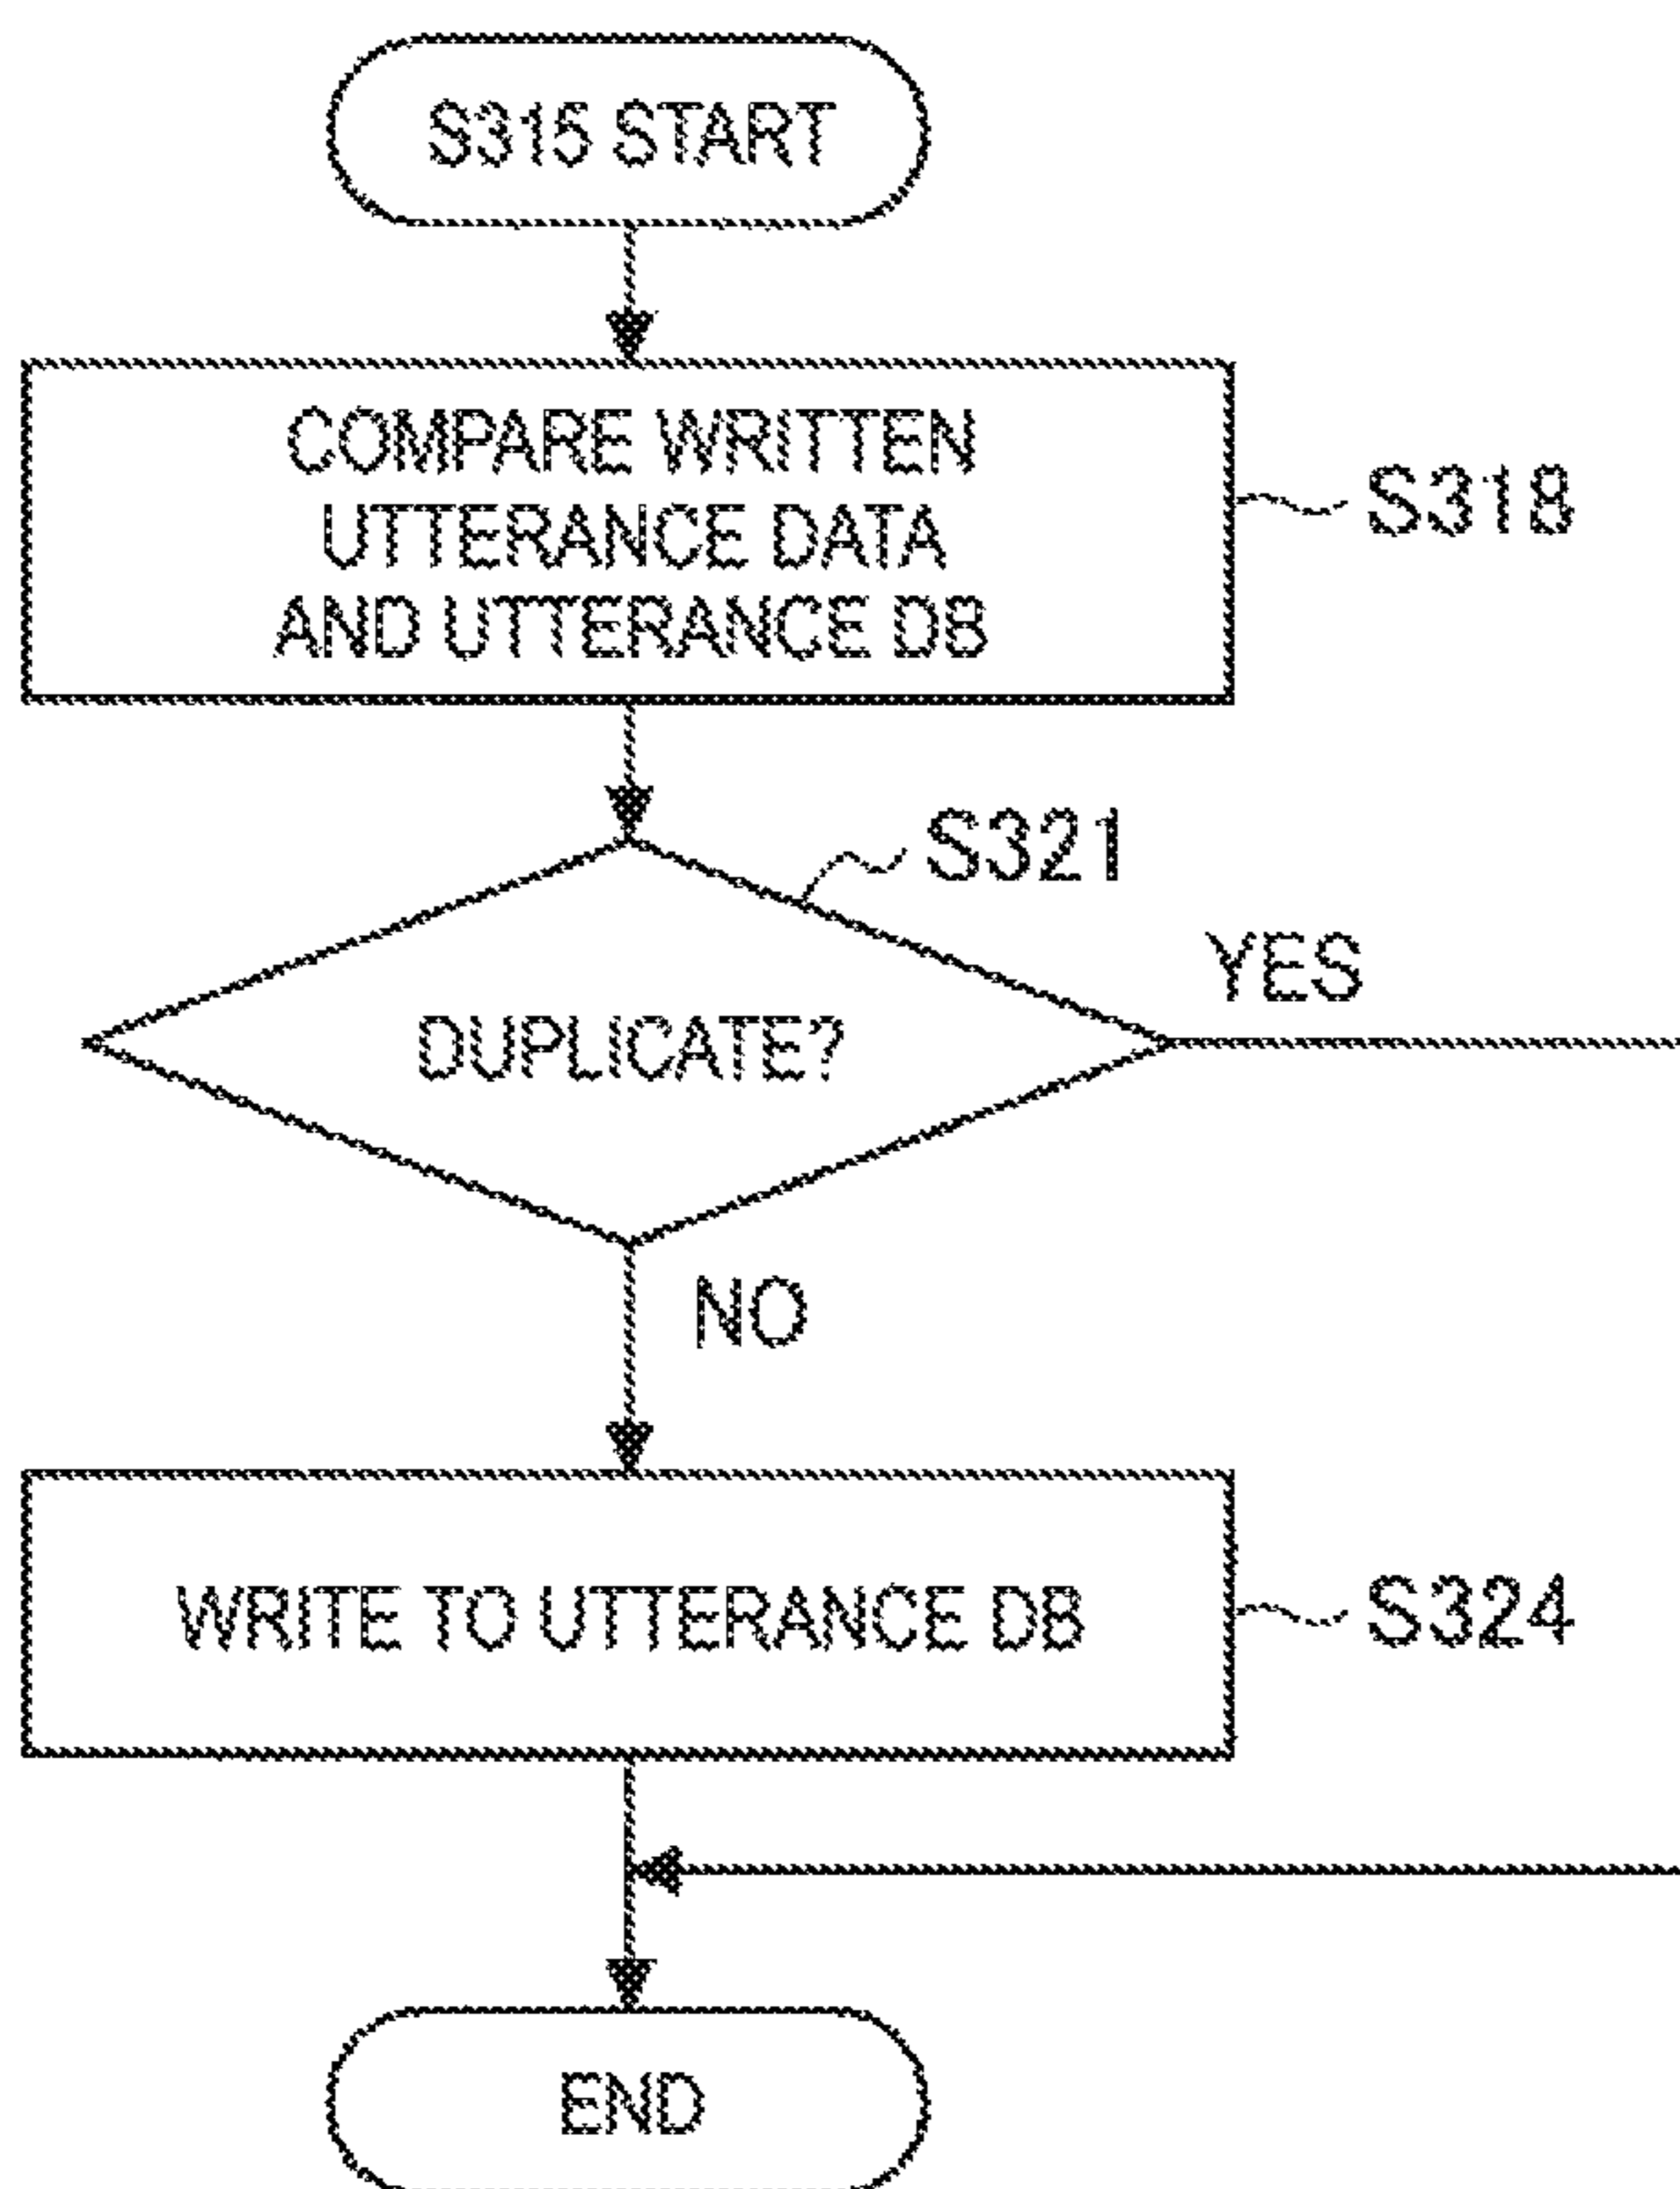 S315 START
COMPARE WRITTEN
UTTERANCE DATA
AND UTTERANCE DB
S318
S321
YES
DUPLICATE?
NO
WRITE TO UTTERANCE DB
S324
END